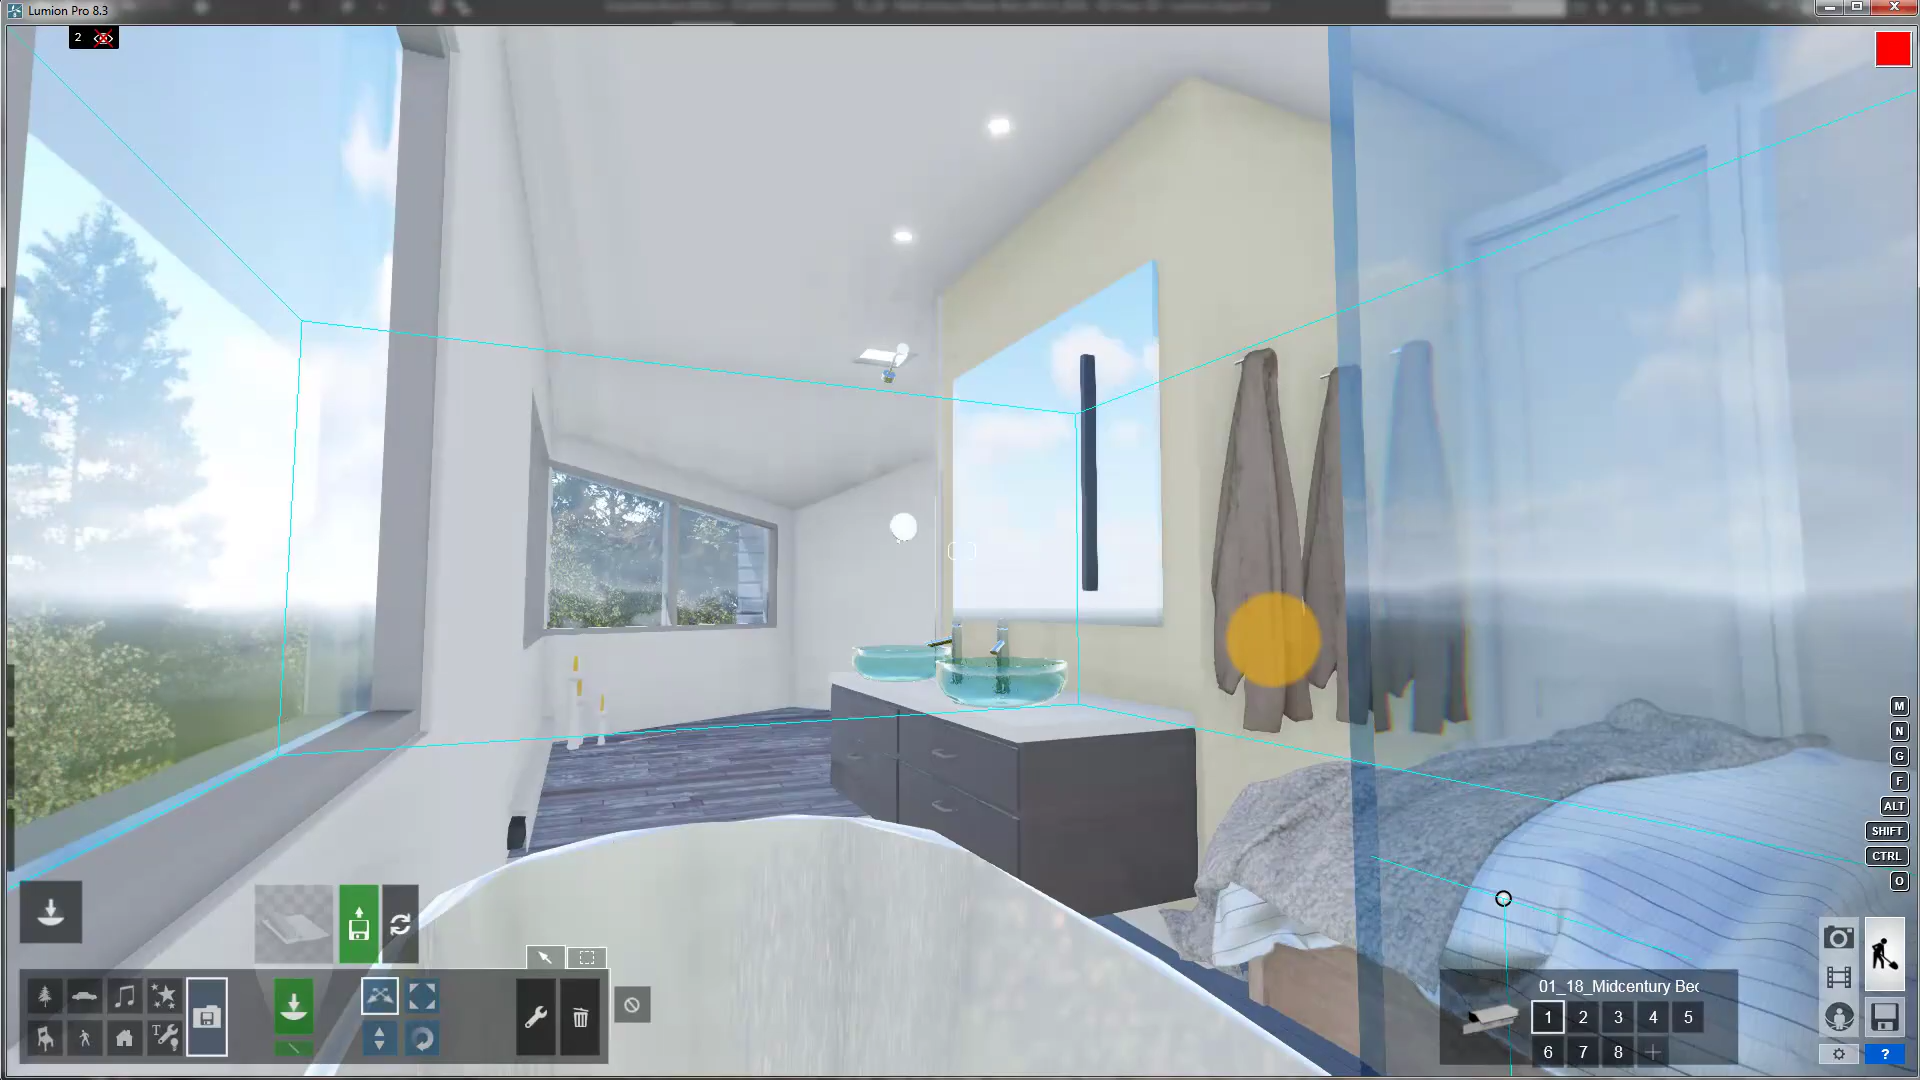 Lumion Pro 8.3
2
M
N
G
F
ALT
SHIFT
CTRL
O
01_18_Midcentury Bec
1 2 3 4 5
6 7 8 +
T
?